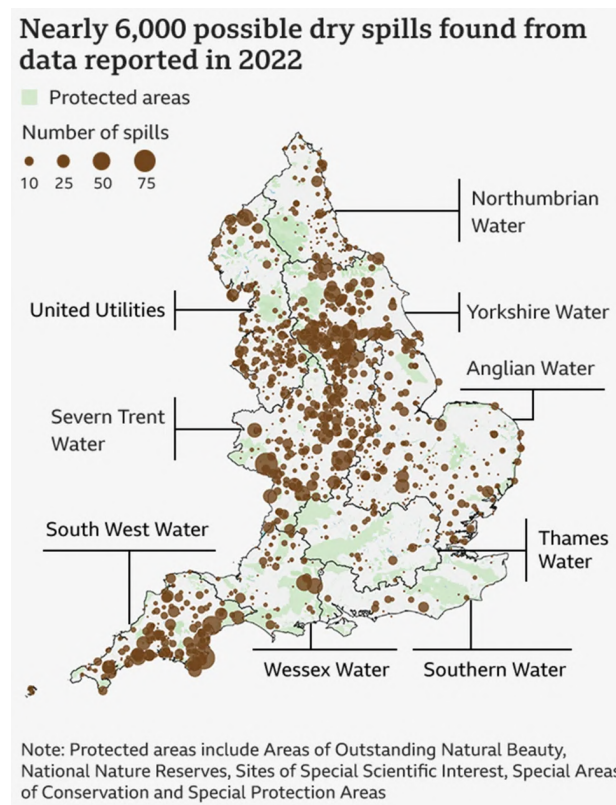 Nearly 6,000 possible dry spills found from
data reported in 2022
Protected areas
Number of spills
10 25 50 75
Northumbrian
Water
United Utilities
Yorkshire Water
Anglian Water
Severn Trent
Water
South West Water
Thames
Water
Wessex Water
Southern Water
Note: Protected areas include Areas of Outstanding Natural Beauty,
National Nature Reserves, Sites of Special Scientific Interest, Special Areas
of Conservation and Special Protection Areas